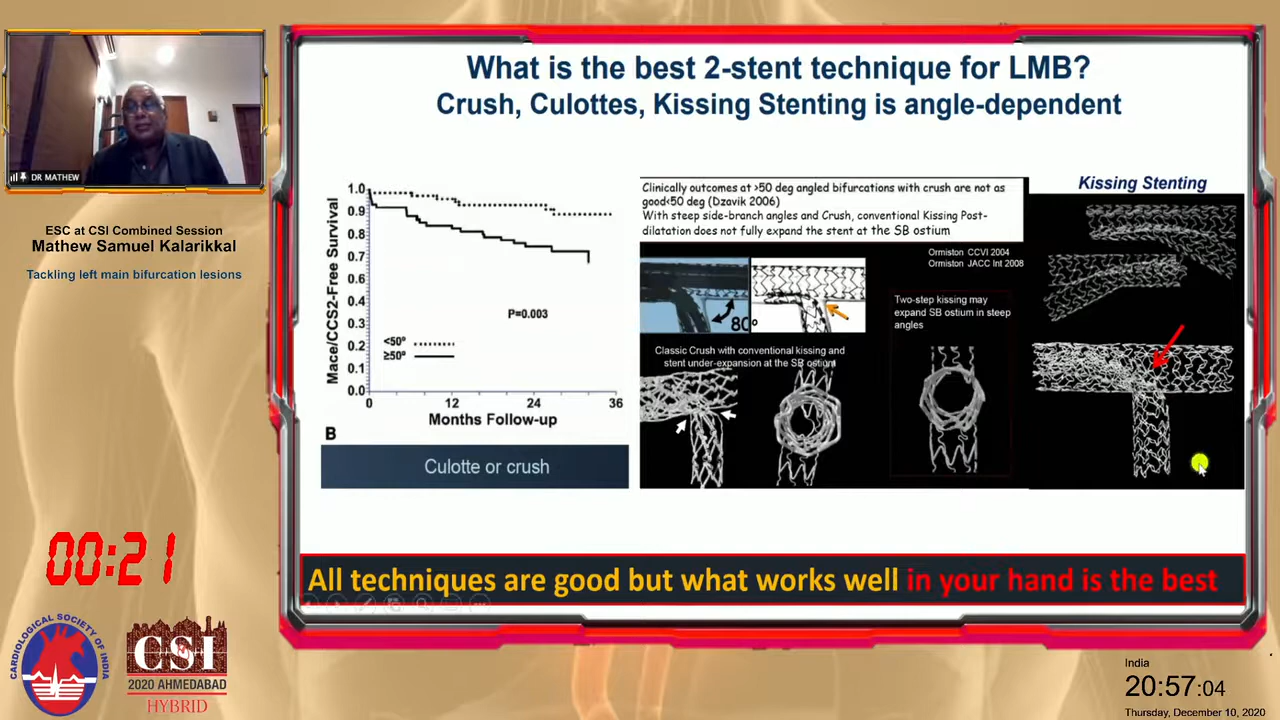 DR MATHEW
ESC at CSI Combined Session
Mathew Samuel Kalarikkal
Tackling left main bifurcation lesions
00:21
CARDIOLOGICAL SOCIETY OF INDIA
CSI
2020 AHMEDABAD
HYBRID
What is the best 2-stent technique for LMB?
Crush, Culottes, Kissing Stenting is angle-dependent
Mace/CCS2-Free Survival
1.0
0.9
0.8
0.7
0.6
0.4
0.3
0.2
0.1
0.0
P=0.003
<50°
≥50°
0 12 24 36
Months Follow-up
B
Culotte or crush
Clinically outcomes at >50 deg angled bifurcations with crush are not as
good<50 deg (Dzavik 2006)
With steep side-branch angles and Crush, conventional Kissing Post-
dilatation does not fully expand the stent at the SB ostium
Ormiston CCVI 2004
Ormiston JACC Int 2008
80°
Classic Crush with conventional kissing and
stent under-expansion at the SB ostium
Two-step kissing may
expand SB ostium in steep
angles
Kissing Stenting
All techniques are good but what works well in your hand is the best
India
20:57:04
Thursday, December 10, 2020